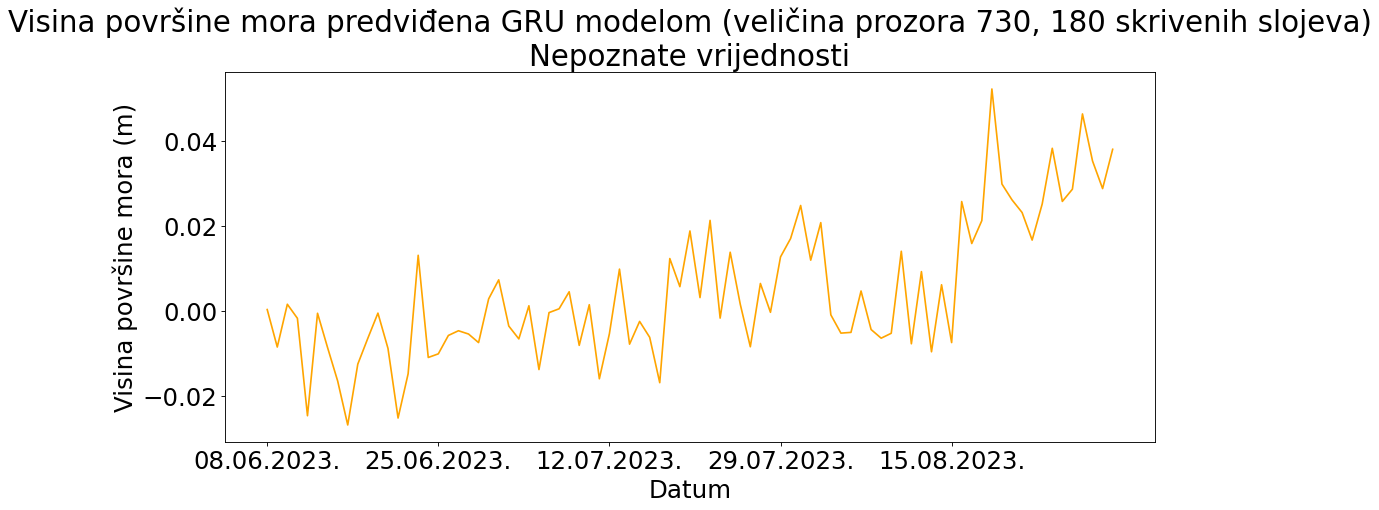 Visina površine mora predviđena GRU modelom (veličina prozora 730, 180 skrivenih slojeva)
Nepoznate vrijednosti
Visina površine mora (m)
0.04
0.02
0.00
−0.02
08.06.2023. 25.06.2023. 12.07.2023. 29.07.2023. 15.08.2023.
Datum